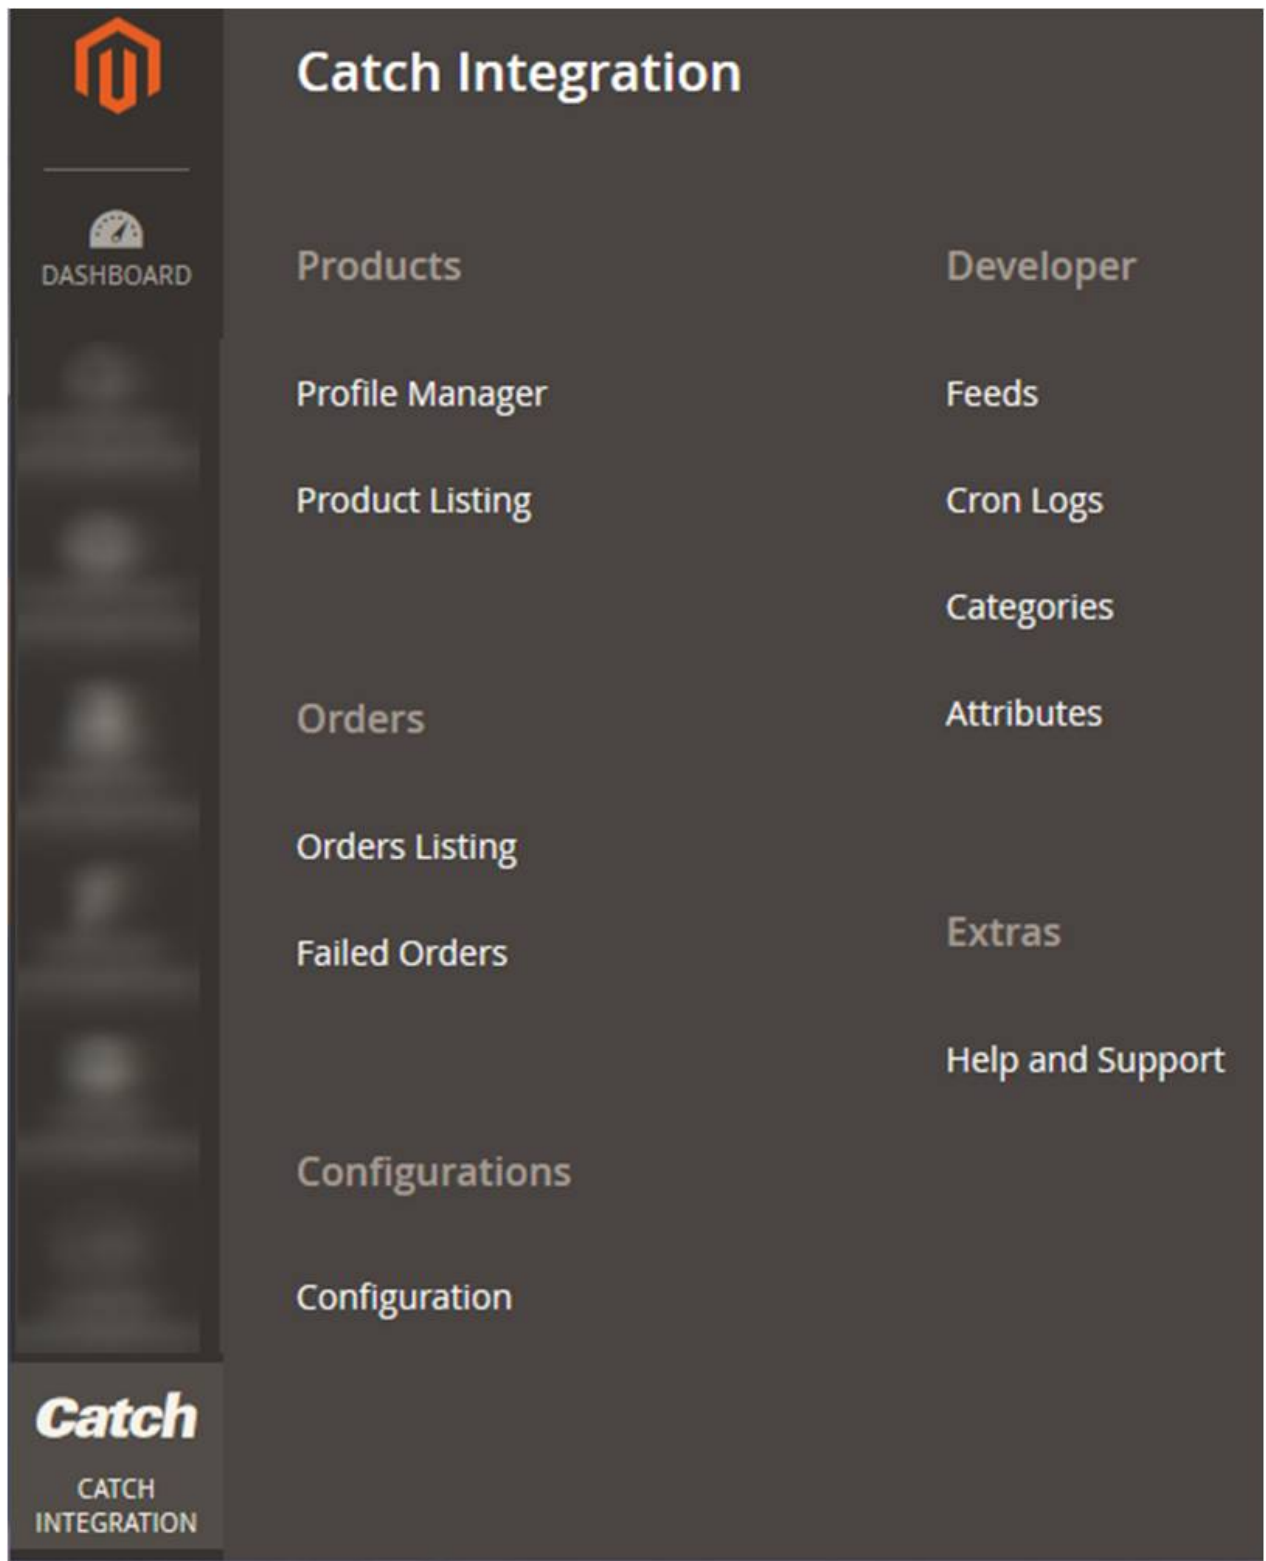 Catch Integration
DASHBOARD
Products
Profile Manager
Product Listing
Orders
Orders Listing
Failed Orders
Configurations
Configuration
Developer
Feeds
Cron Logs
Categories
Attributes
Extras
Help and Support
Catch
CATCH
INTEGRATION